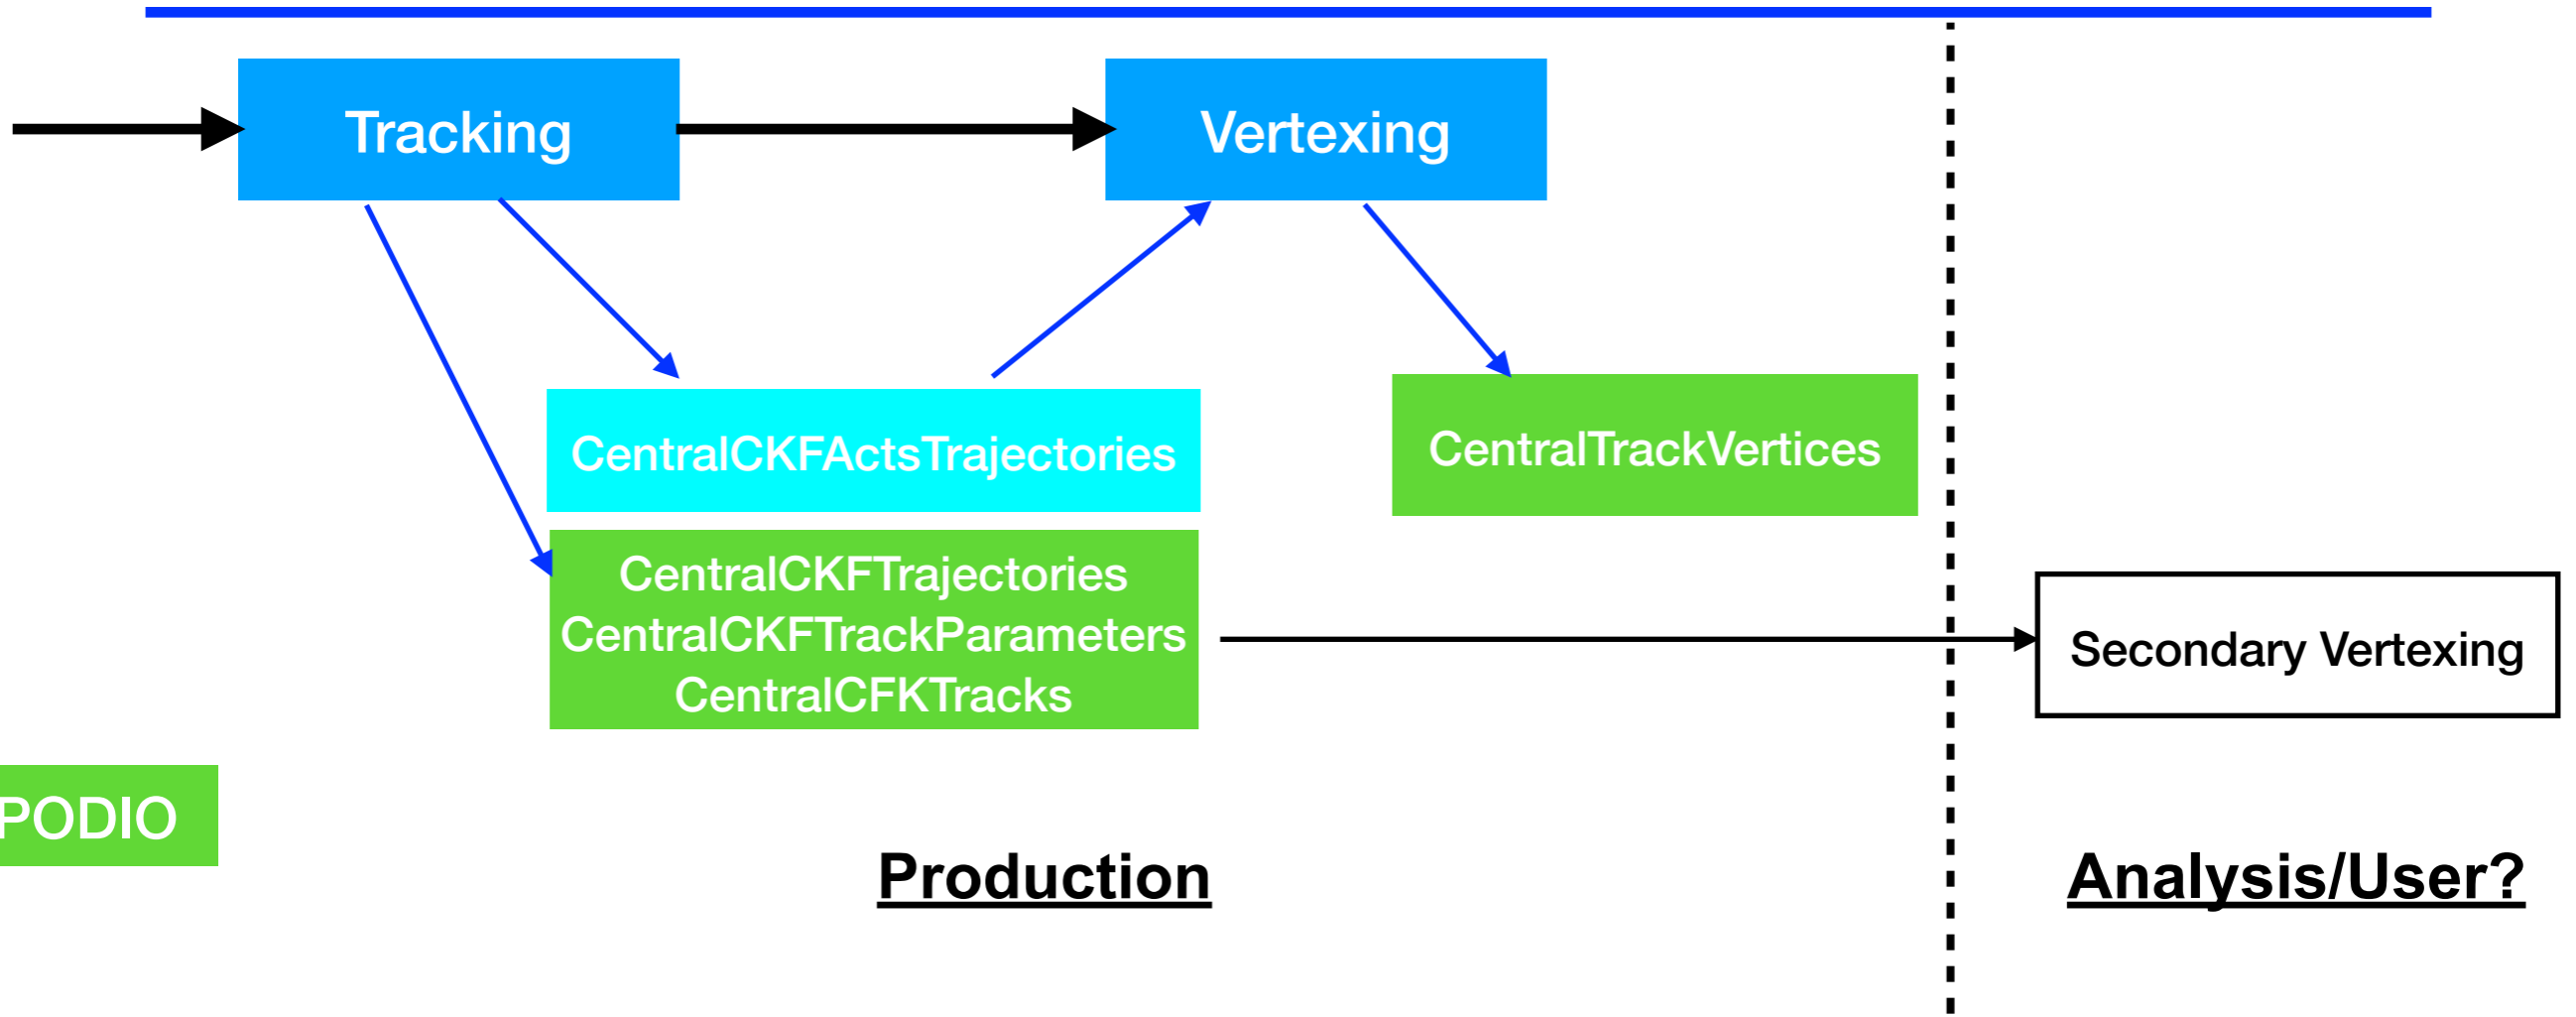 Tracking
Vertexing
CentralCKFActsTrajectories
CentralTrackVertices
CentralCKFTrajectories
CentralCKFTrackParameters
CentralCFKTracks
Secondary Vertexing
PODIO
Production
Analysis/User?